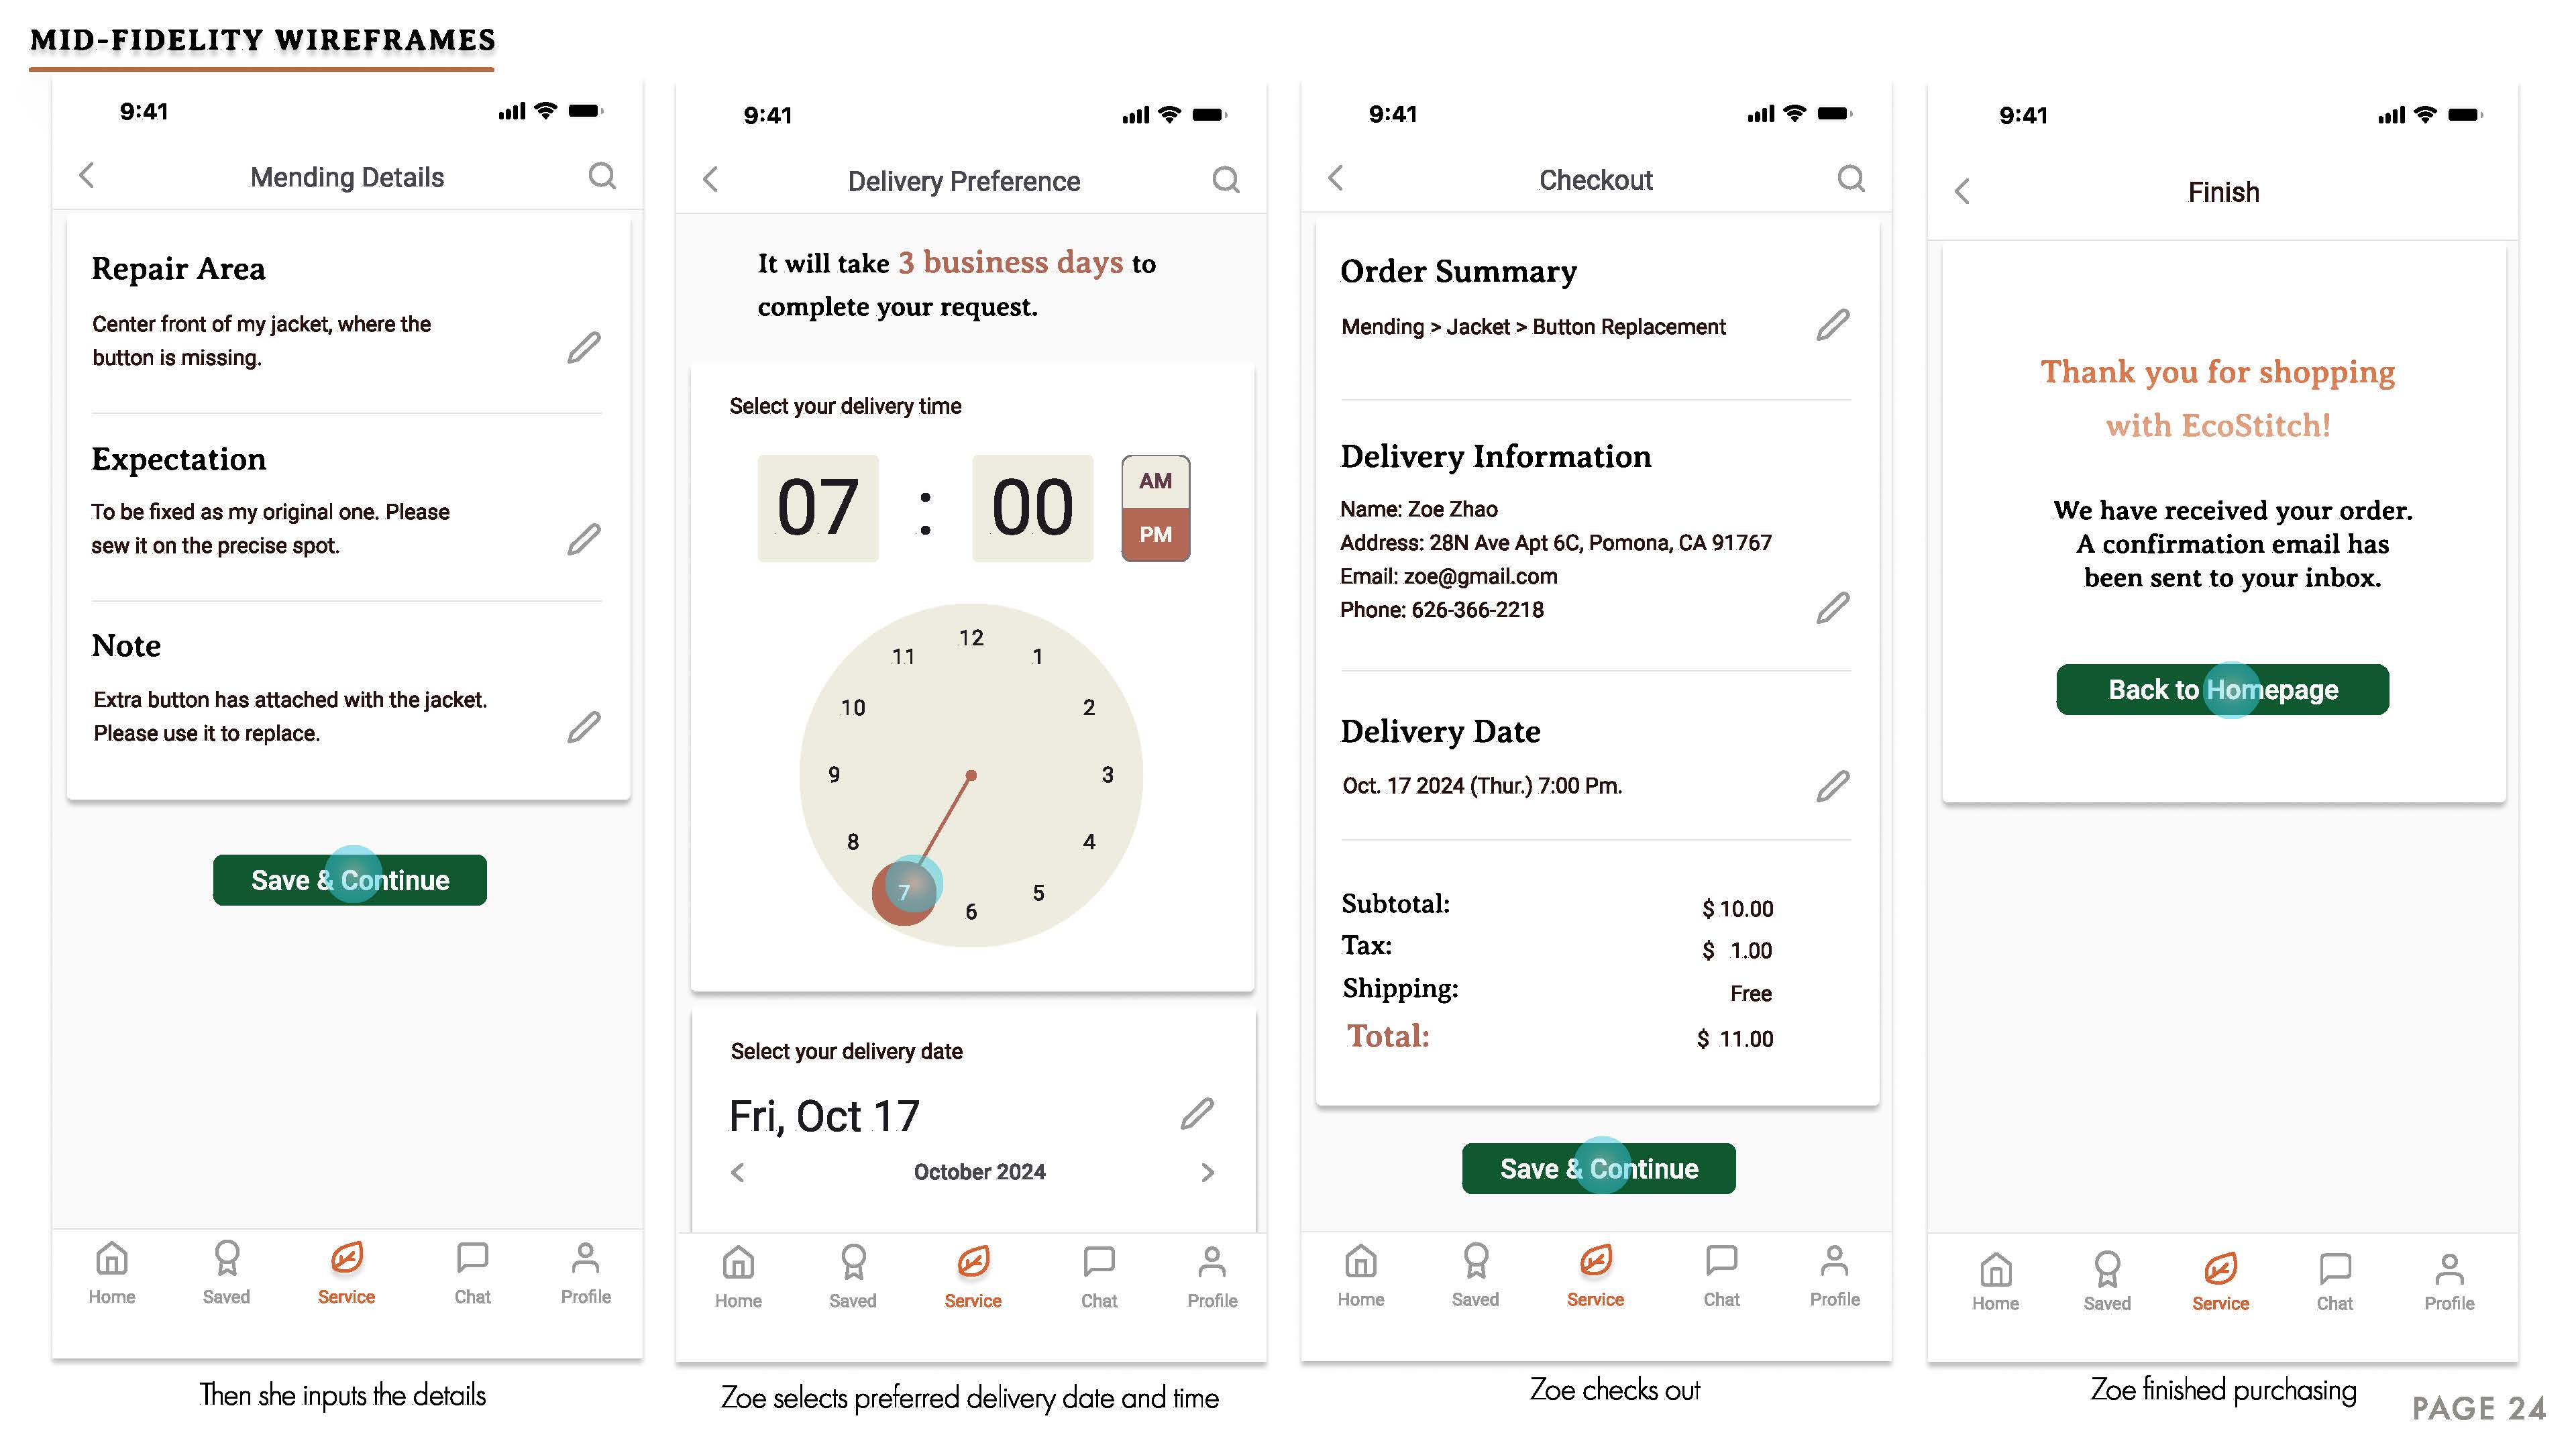 MID-FIDELITY WIREFRAMES
9:41
Mending Details
Repair Area
Center front of my jacket, where the
button is missing.
Expectation
To be fixed as my original one. Please
sew it on the precise spot.
Note
Extra button has attached with the jacket.
Please use it to replace.
Save & Continue
Home
Saved
Service
Chat
Profile
Then she inputs the details
9:41
Delivery Preference
It will take 3 business days to
complete your request.
Select your delivery time
07 : 00
AM
PM
12
1
2
3
4
5
6
7
8
9
10
11
Select your delivery date
Fri, Oct 17
October 2024
Home
Saved
Service
Chat
Profile
Zoe selects preferred delivery date and time
9:41
Checkout
Order Summary
Mending > Jacket > Button Replacement
Delivery Information
Name: Zoe Zhao
Address: 28N Ave Apt 6C, Pomona, CA 91767
Email: zoe@gmail.com
Phone: 626-366-2218
Delivery Date
Oct. 17 2024 (Thur.) 7:00 Pm.
Subtotal: $ 10.00
Tax: $ 1.00
Shipping: Free
Total: $ 11.00
Save & Continue
Home
Saved
Service
Chat
Profile
Zoe checks out
9:41
Finish
Thank you for shopping
with EcoStitch!
We have received your order.
A confirmation email has
been sent to your inbox.
Back to Homepage
Home
Saved
Service
Chat
Profile
Zoe finished purchasing
PAGE 24